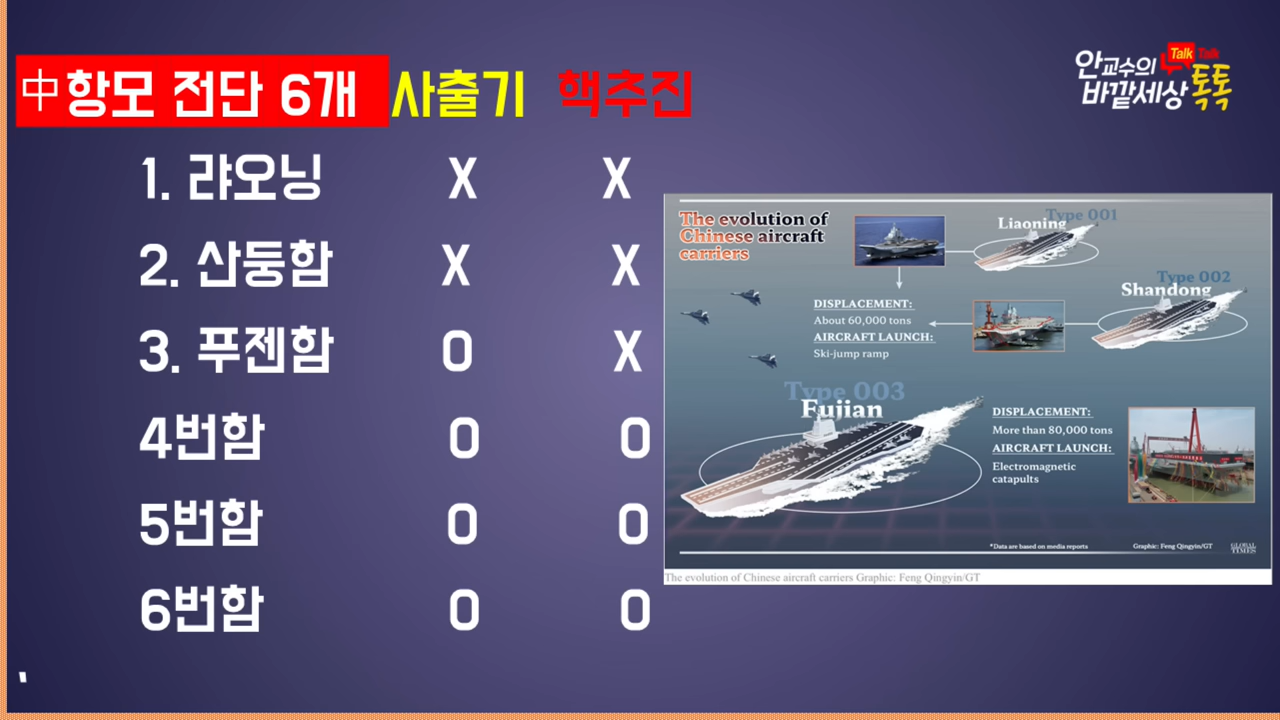 中항모 전단 6개 사출기 핵추진
1. 랴오닝 X X
2. 산둥함 X X
3. 푸젠함 O X
4번함 O O
5번함 O O
6번함 O O
안교수의 Talk Talk
바깥세상 톡톡
The evolution of
Chinese aircraft
carriers
Type 001
Liaoning
Type 002
Shandong
DISPLACEMENT:
About 60,000 tons
AIRCRAFT LAUNCH:
Ski-jump ramp
Type 003
Fujian
DISPLACEMENT:
More than 80,000 tons
AIRCRAFT LAUNCH:
Electromagnetic
catapults
*Data are based on media reports
Graphic: Feng Qingyin/GT
GLOBAL
TIMES
The evolution of Chinese aircraft carriers Graphic: Feng Qingyin/GT